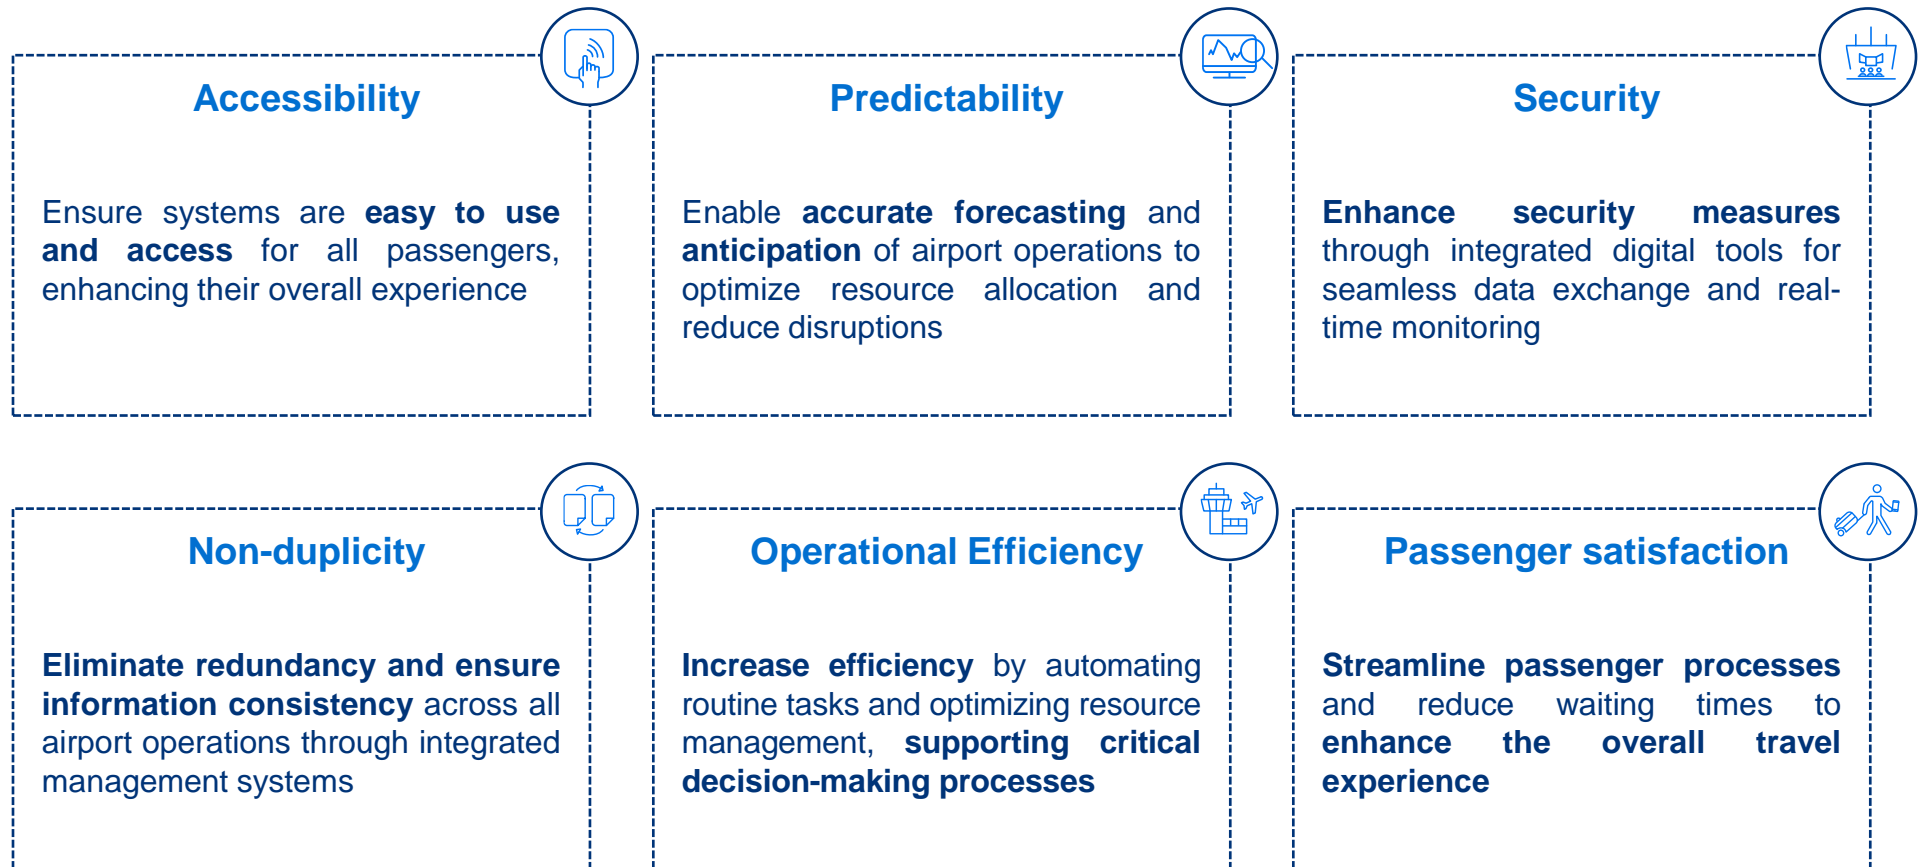 Accessibility
Ensure systems are easy to use
and access for all passengers,
enhancing their overall experience
Predictability
Enable accurate forecasting and
anticipation of airport operations to
optimize resource allocation and
reduce disruptions
Security
Enhance security measures
through integrated digital tools for
seamless data exchange and real-
time monitoring
Non-duplicity
Eliminate redundancy and ensure
information consistency across all
airport operations through integrated
management systems
Operational Efficiency
Increase efficiency by automating
routine tasks and optimizing resource
management, supporting critical
decision-making processes
Passenger satisfaction
Streamline passenger processes
and reduce waiting times to
enhance the overall travel
experience